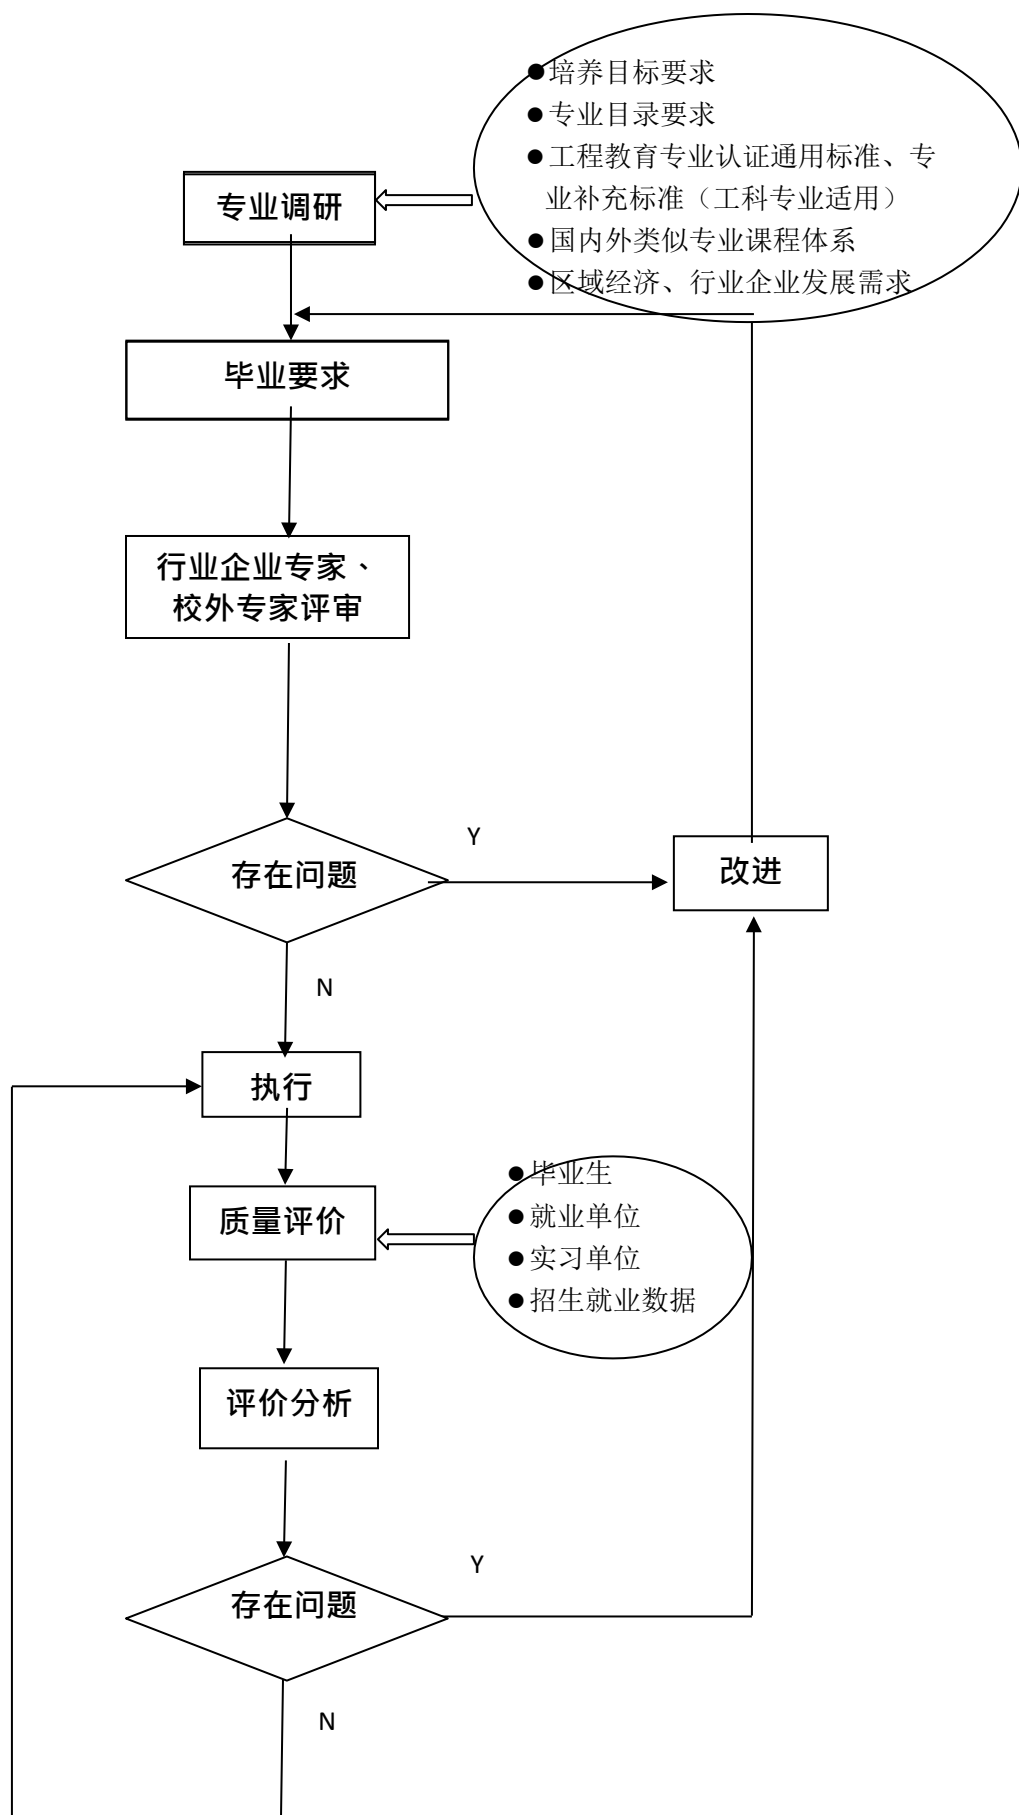 ●培养目标要求
●专业目录要求
●工程教育专业认证通用标准、专
业补充标准（工科专业适用）
●国内外类似专业课程体系
●区域经济、行业企业发展需求
专业调研
毕业要求
行业企业专家、
校外专家评审
存在问题
Y
改进
N
执行
质量评价
●毕业生
●就业单位
●实习单位
●招生就业数据
评价分析
存在问题
Y
N